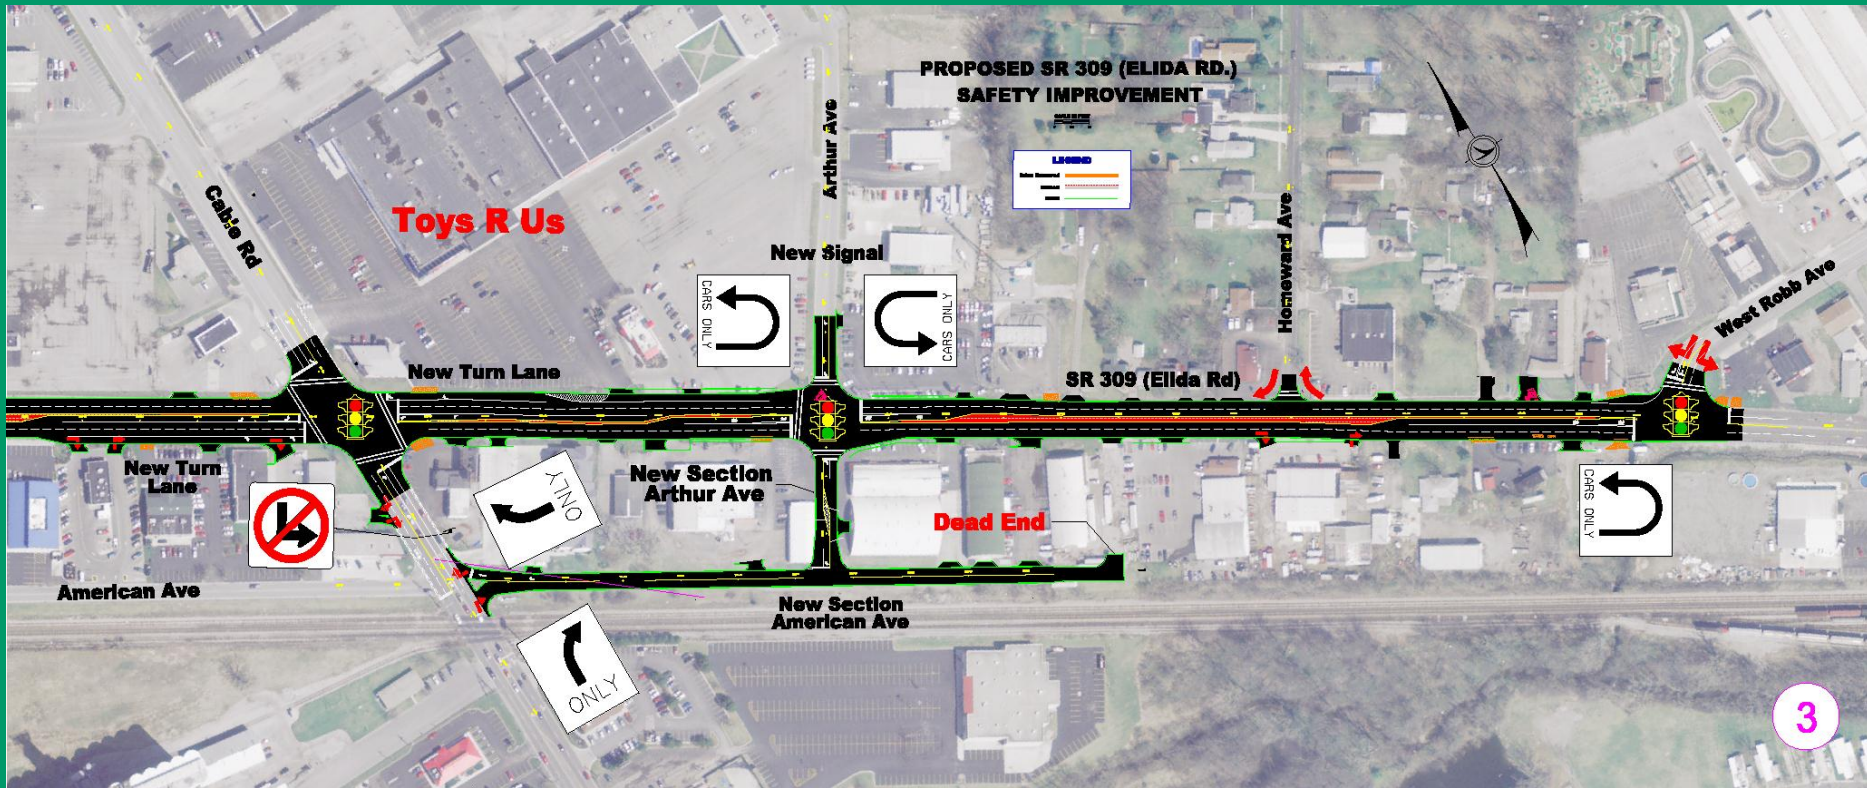 PROPOSED SR 309 (ELIDA RD.)
SAFETY IMPROVEMENT
LEGEND
Cable Rd
Toys R Us
Arthur Ave
New Signal
CARS ONLY
CARS ONLY
Homeward Ave
West Robb Ave
New Turn Lane
SR 309 (Elida Rd)
New Turn
Lane
ONLY
New Section
Arthur Ave
Dead End
CARS ONLY
American Ave
New Section
American Ave
ONLY
3